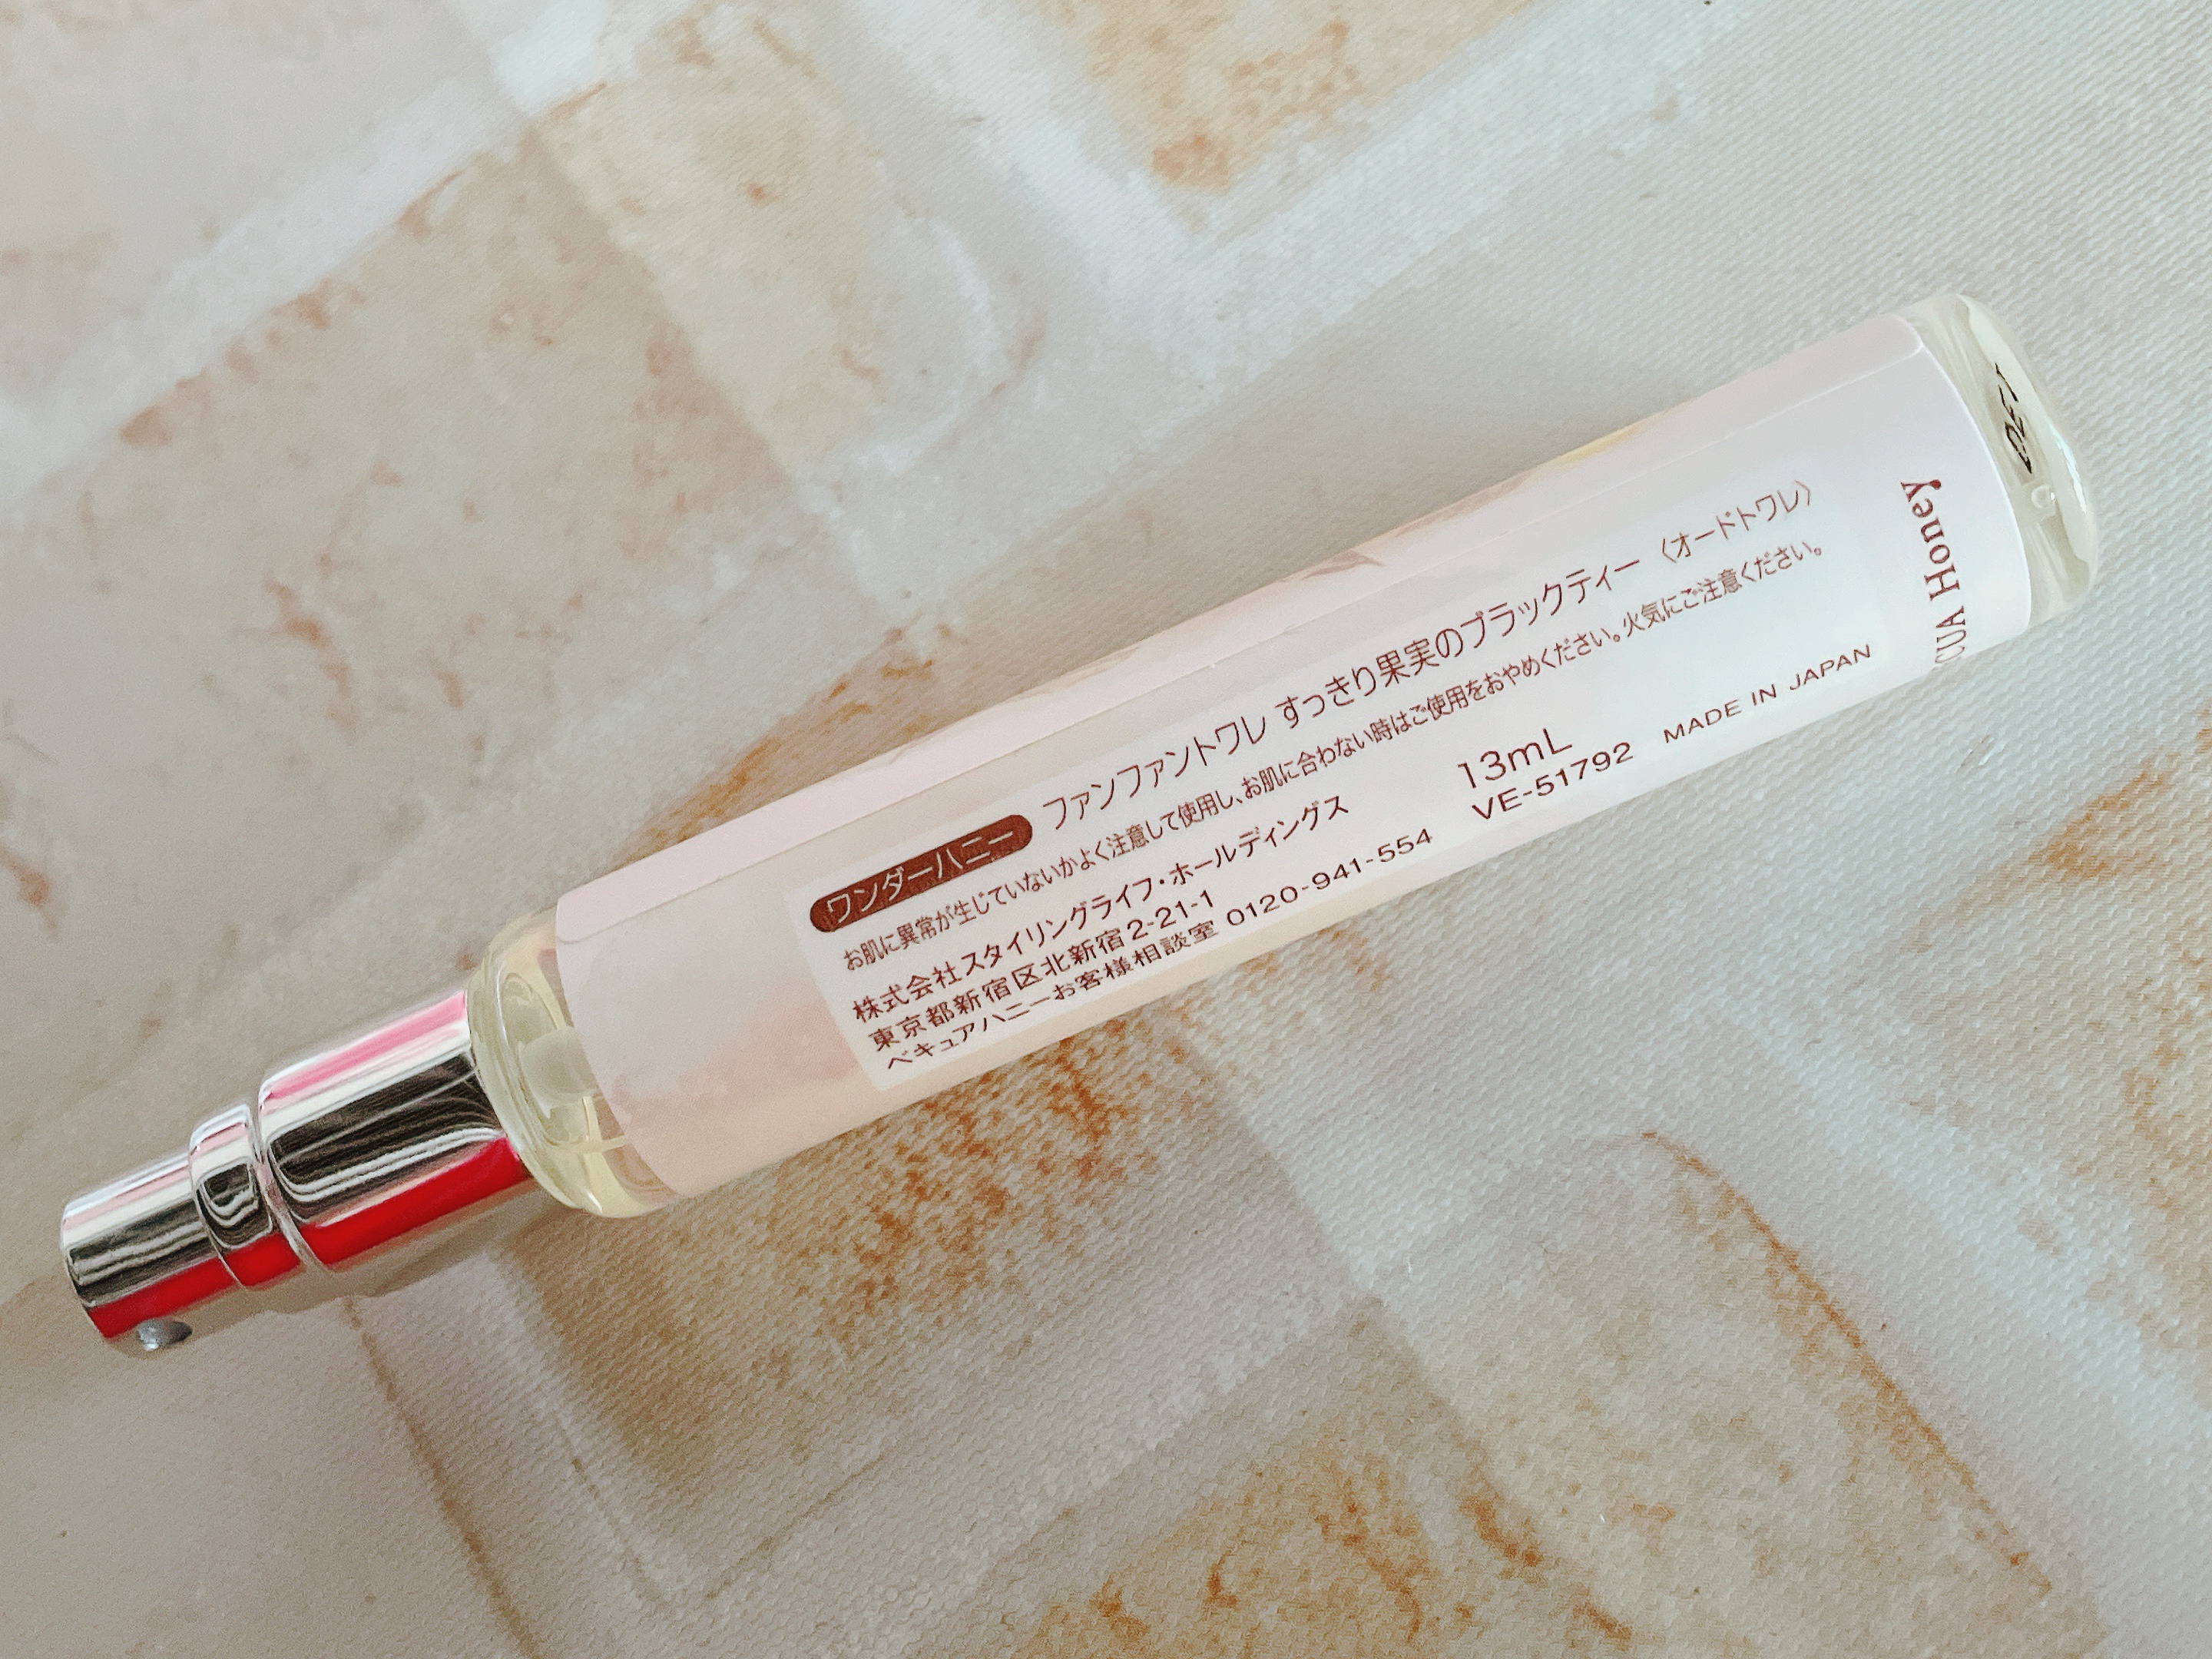 ワンダーハニー ファンファントワレ すっきり果実のブラックティー〈オードトワレ〉
お肌に異常が生じていないかよく注意して使用し、お肌に合わない時はご使用をおやめください。火気にご注意ください。
株式会社スタイリングライフ・ホールディングス 13mL
東京都新宿区北新宿2-21-1 VE-51792 MADE IN JAPAN
ベキュアハニーお客様相談室 0120-941-554
CUA Honey